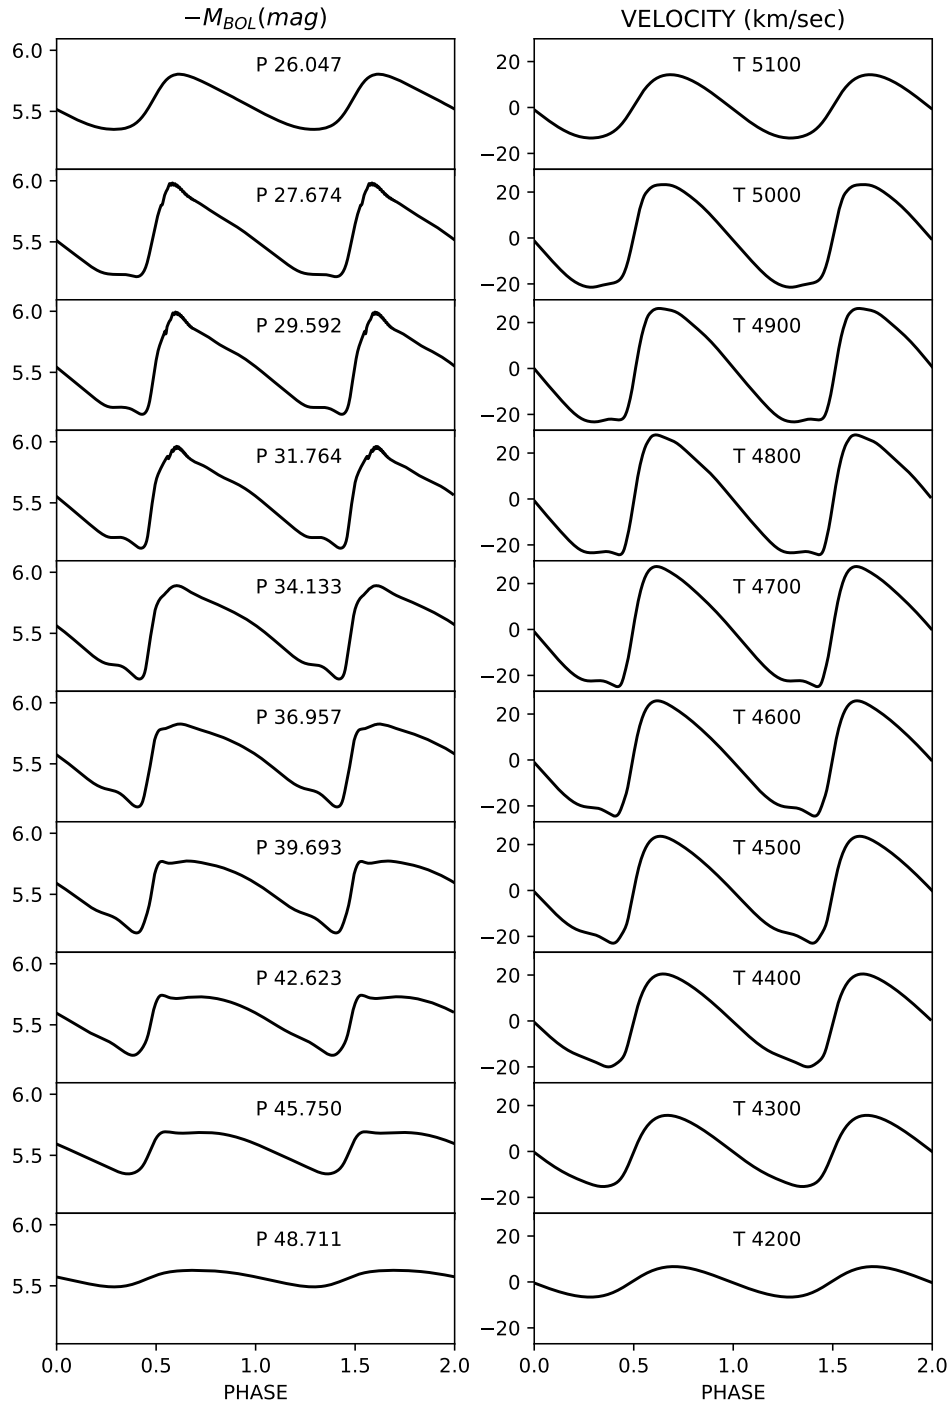 −M_BOL(mag) VELOCITY (km/sec)
6.0 5.5 P 26.047 20 0 −20 T 5100
6.0 5.5 P 27.674 20 0 −20 T 5000
6.0 5.5 P 29.592 20 0 −20 T 4900
6.0 5.5 P 31.764 20 0 −20 T 4800
6.0 5.5 P 34.133 20 0 −20 T 4700
6.0 5.5 P 36.957 20 0 −20 T 4600
6.0 5.5 P 39.693 20 0 −20 T 4500
6.0 5.5 P 42.623 20 0 −20 T 4400
6.0 5.5 P 45.750 20 0 −20 T 4300
6.0 5.5 P 48.711 20 0 −20 T 4200
0.0 0.5 1.0 1.5 2.0 0.0 0.5 1.0 1.5 2.0
PHASE PHASE